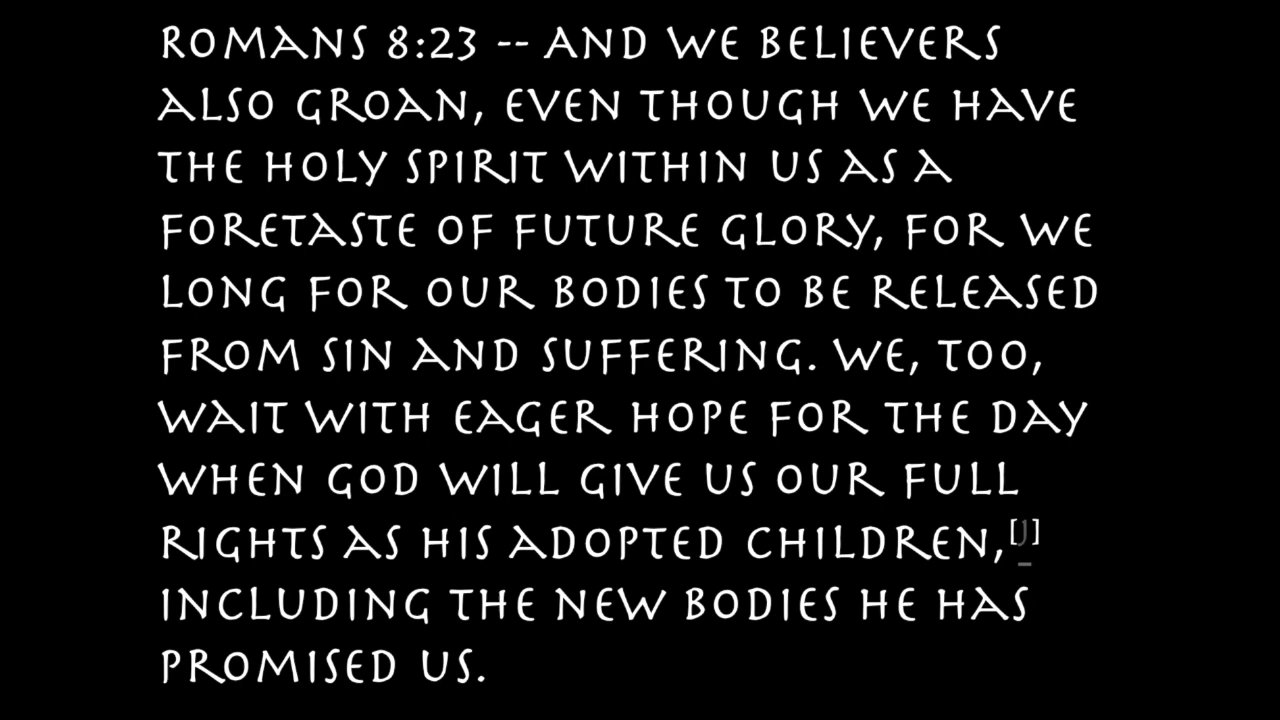 ROMANS 8:23 -- AND WE BELIEVERS
ALSO GROAN, EVEN THOUGH WE HAVE
THE HOLY SPIRIT WITHIN US AS A
FORETASTE OF FUTURE GLORY, FOR WE
LONG FOR OUR BODIES TO BE RELEASED
FROM SIN AND SUFFERING. WE, TOO,
WAIT WITH EAGER HOPE FOR THE DAY
WHEN GOD WILL GIVE US OUR FULL
RIGHTS AS HIS ADOPTED CHILDREN,[J]
INCLUDING THE NEW BODIES HE HAS
PROMISED US.